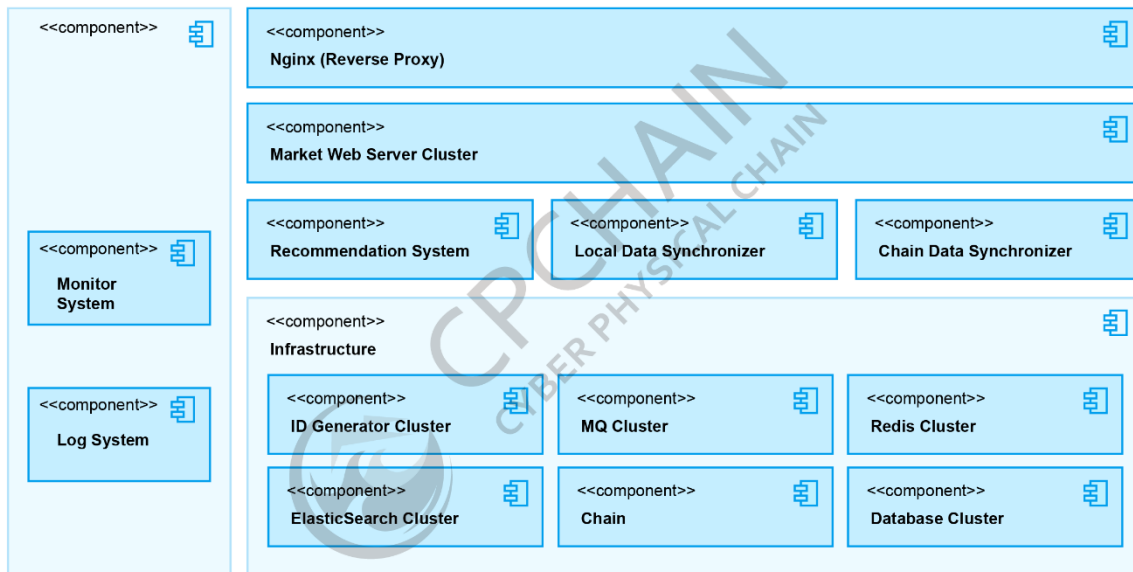 <<component>>
<<component>>
Monitor
System
<<component>>
Log System
<<component>>
Nginx (Reverse Proxy)
<<component>>
Market Web Server Cluster
<<component>>
Recommendation System
<<component>>
Local Data Synchronizer
<<component>>
Chain Data Synchronizer
<<component>>
Infrastructure
<<component>>
ID Generator Cluster
<<component>>
MQ Cluster
<<component>>
Redis Cluster
<<component>>
ElasticSearch Cluster
<<component>>
Chain
<<component>>
Database Cluster
CPCHAIN
CYBER PHYSICAL CHAIN